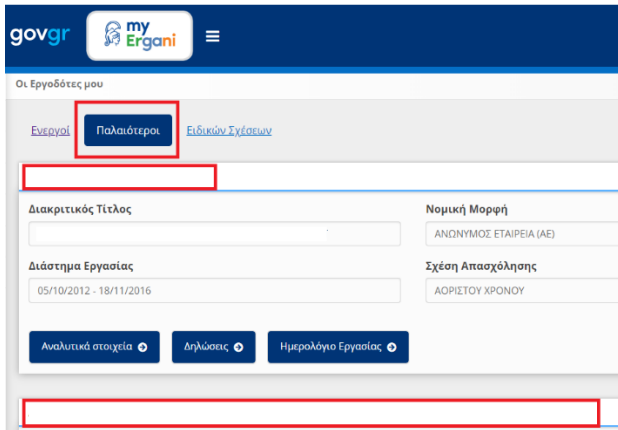 govgr my Ergani
Οι Εργοδότες μου
Ενεργοί Παλαιότεροι Ειδικών Σχέσεων
Διακριτικός Τίτλος Νομική Μορφή
ΑΝΩΝΥΜΟΣ ΕΤΑΙΡΕΙΑ (ΑΕ)
Διάστημα Εργασίας Σχέση Απασχόλησης
05/10/2012 - 18/11/2016 ΑΟΡΙΣΤΟΥ ΧΡΟΝΟΥ
Αναλυτικά στοιχεία Δηλώσεις Ημερολόγιο Εργασίας